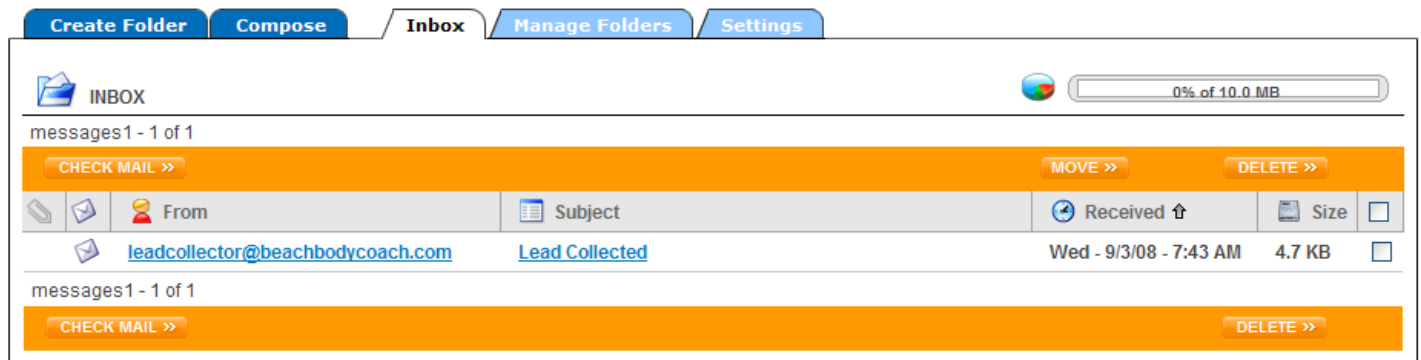 Create Folder Compose Inbox Manage Folders Settings
INBOX 0% of 10.0 MB
messages1 - 1 of 1
CHECK MAIL » MOVE » DELETE »
From Subject Received ⇧ Size
leadcollector@beachbodycoach.com Lead Collected Wed - 9/3/08 - 7:43 AM 4.7 KB
messages1 - 1 of 1
CHECK MAIL » DELETE »